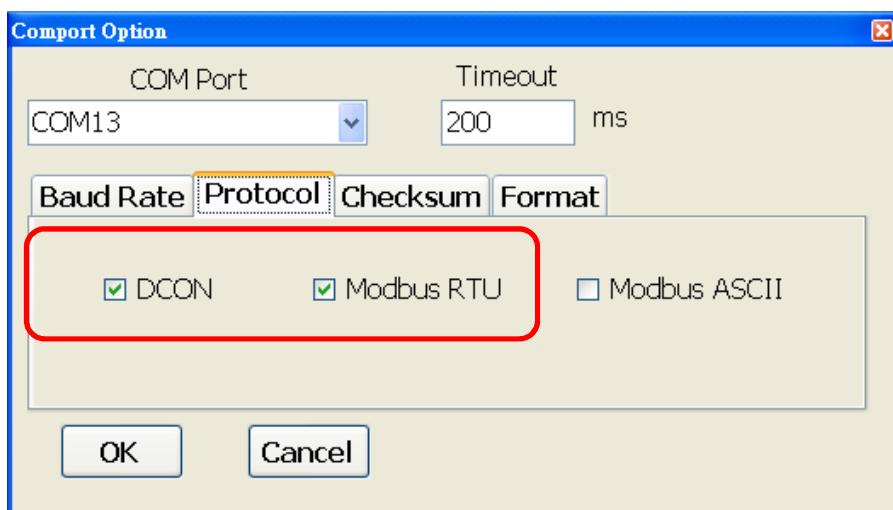 Comport Option
COM Port Timeout
COM13 200 ms
Baud Rate Protocol Checksum Format
DCON Modbus RTU Modbus ASCII
OK Cancel